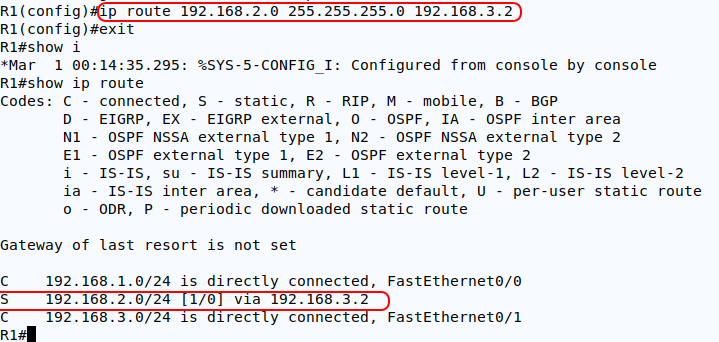 R1(config)#ip route 192.168.2.0 255.255.255.0 192.168.3.2
R1(config)#exit
R1#show i
*Mar  1 00:14:35.295: %SYS-5-CONFIG_I: Configured from console by console
R1#show ip route
Codes: C - connected, S - static, R - RIP, M - mobile, B - BGP
       D - EIGRP, EX - EIGRP external, O - OSPF, IA - OSPF inter area
       N1 - OSPF NSSA external type 1, N2 - OSPF NSSA external type 2
       E1 - OSPF external type 1, E2 - OSPF external type 2
       i - IS-IS, su - IS-IS summary, L1 - IS-IS level-1, L2 - IS-IS level-2
       ia - IS-IS inter area, * - candidate default, U - per-user static route
       o - ODR, P - periodic downloaded static route
Gateway of last resort is not set
C    192.168.1.0/24 is directly connected, FastEthernet0/0
S    192.168.2.0/24 [1/0] via 192.168.3.2
C    192.168.3.0/24 is directly connected, FastEthernet0/1
R1#